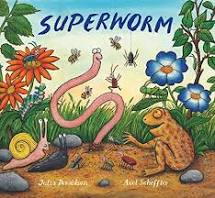 SUPERWORM
Julia Donaldson Axel Scheffler